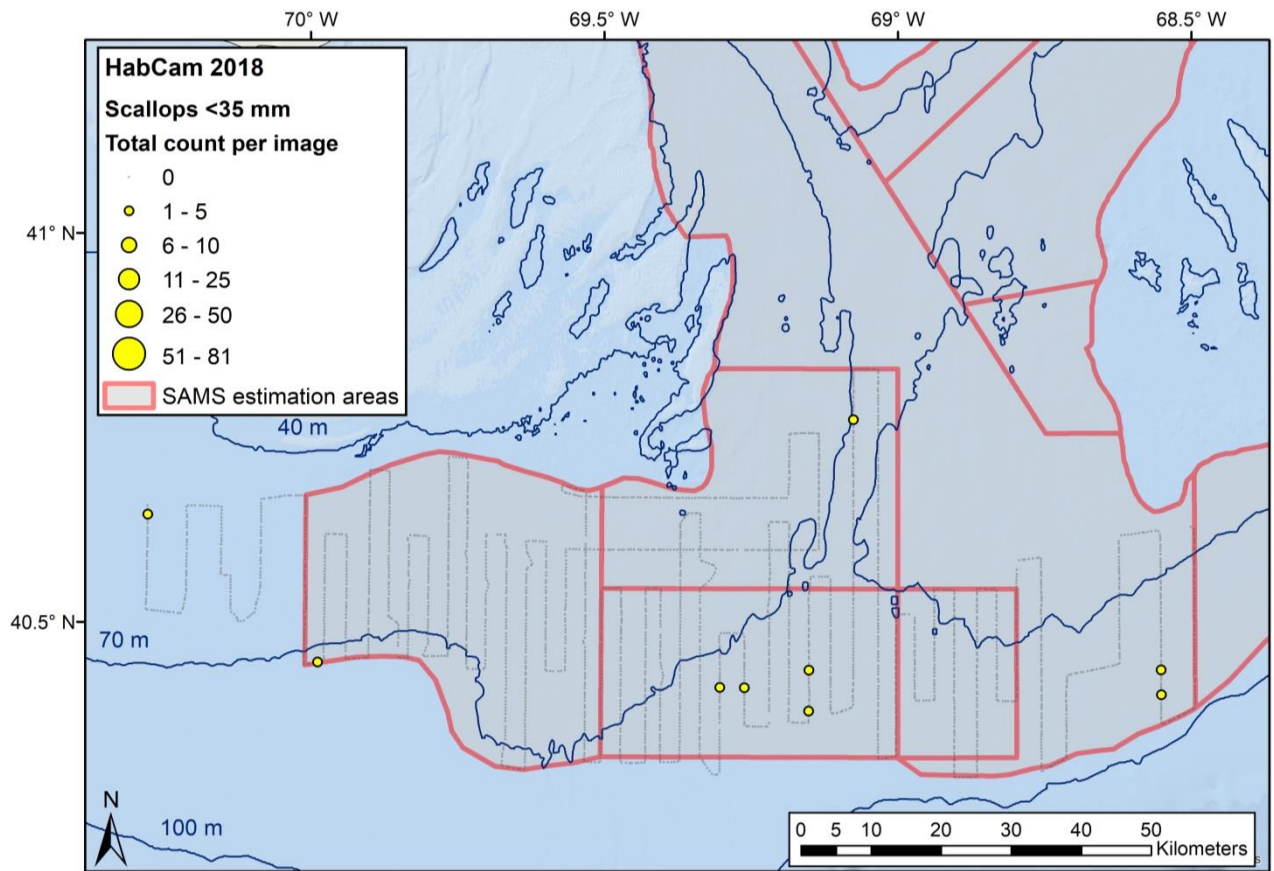 70° W
69.5° W
69° W
68.5° W
HabCam 2018
Scallops <35 mm
Total count per image
0
1 - 5
6 - 10
11 - 25
26 - 50
51 - 81
SAMS estimation areas
41° N
40 m
40.5° N
70 m
N
100 m
0 5 10 20 30 40 50
Kilometers